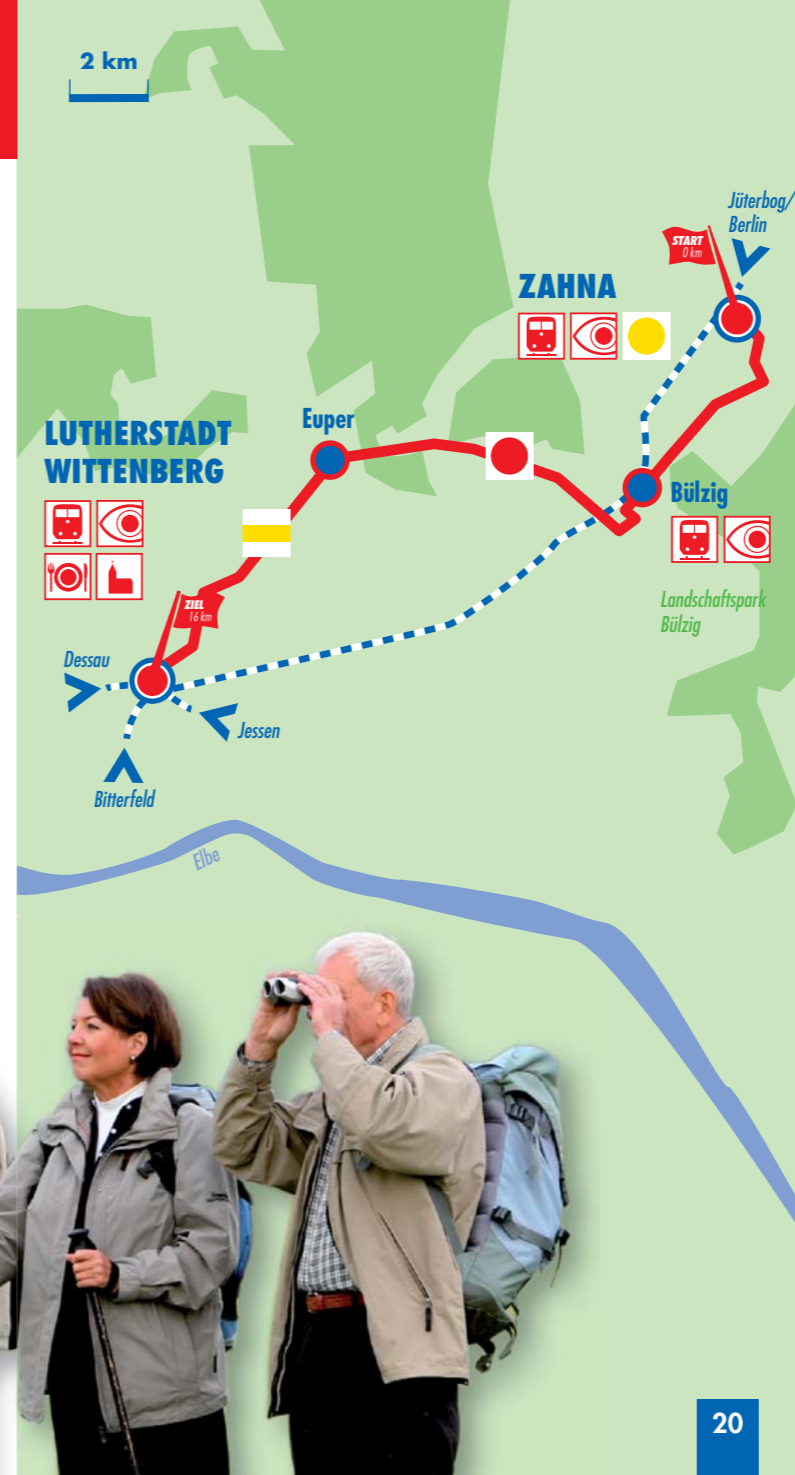 2 km
Jüterbog/
Berlin
START
0 km
ZAHNA
LUTHERSTADT
WITTENBERG
Euper
Bülzig
Landschaftspark
Bülzig
ZIEL
16 km
Dessau
Jessen
Bitterfeld
Elbe
20